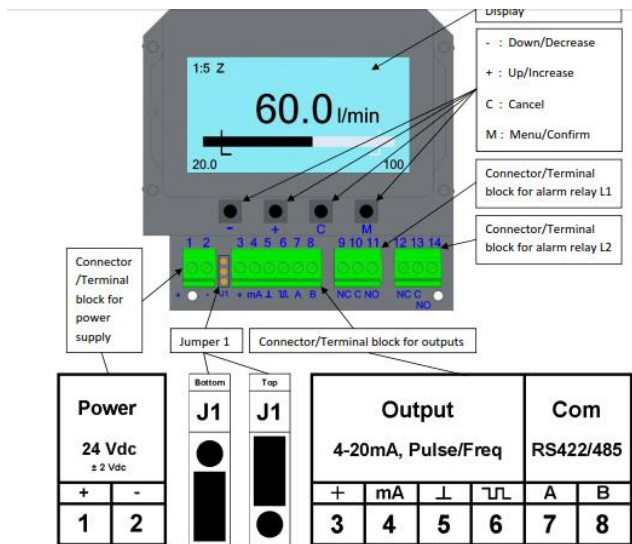 Display
- : Down/Decrease
+ : Up/Increase
C : Cancel
M : Menu/Confirm
1:5 Z
60.0 l/min
20.0 100
- + C M
Connector/Terminal
block for alarm relay L1
Connector/Terminal
block for alarm relay L2
1 2 3 4 5 6 7 8 9 10 11 12 13 14
+ - J1 + mA ⊥ A B NC C NO NC C
NO
Connector
/Terminal
block for
power
supply
Jumper 1
Connector/Terminal block for outputs
Power
24 Vdc
± 2 Vdc
+ -
1 2
Bottom
J1
Top
J1
Output
4-20mA, Pulse/Freq
+ mA ⊥
3 4 5 6
Com
RS422/485
A B
7 8